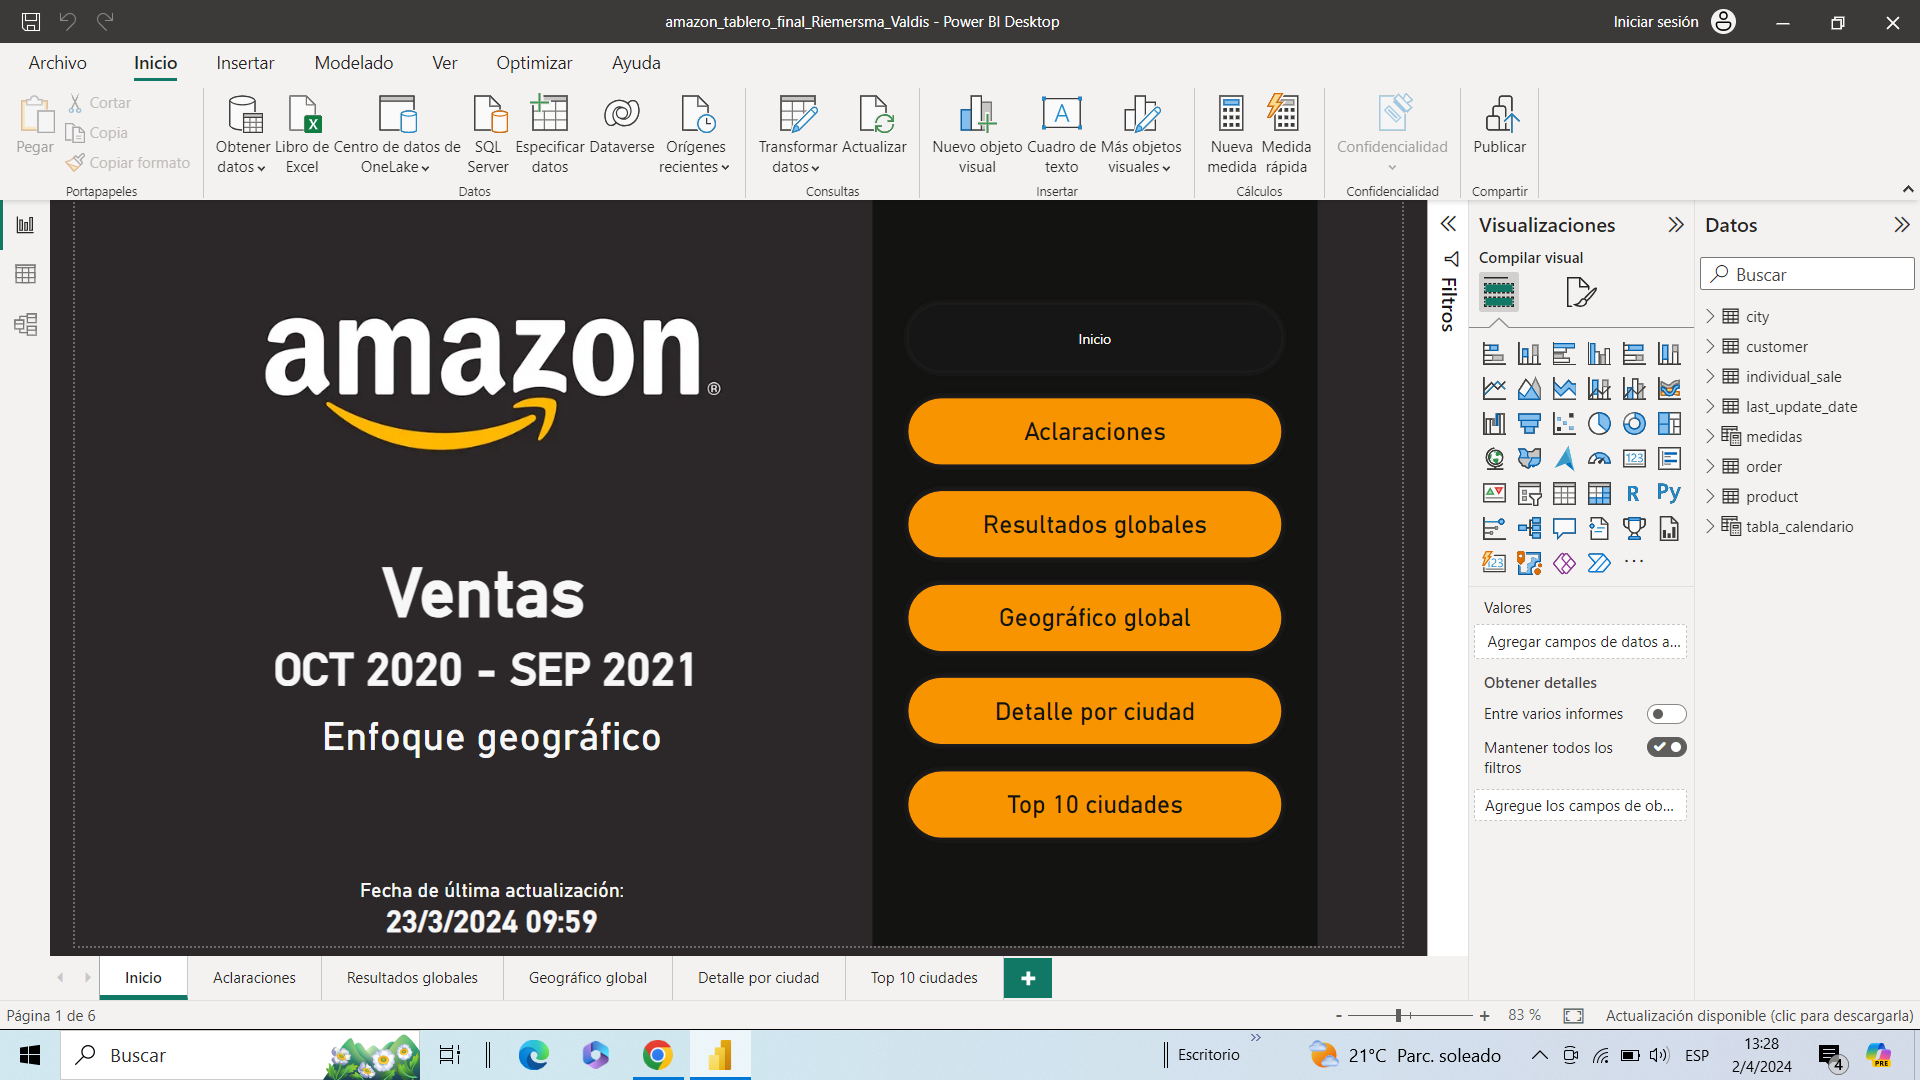 amazon_tablero_final_Riemersma_Valdis - Power BI Desktop
Iniciar sesión
Archivo
Inicio
Insertar
Modelado
Ver
Optimizar
Ayuda
Pegar
Cortar
Copia
Copiar formato
Portapapeles
Obtener datos
Libro de Excel
Centro de datos de OneLake
SQL Server
Especificar datos
Dataverse
Orígenes recientes
Datos
Transformar datos
Actualizar
Consultas
Nuevo objeto visual
Cuadro de texto
Más objetos visuales
Insertar
Nueva medida
Medida rápida
Cálculos
Confidencialidad
Confidencialidad
Publicar
Compartir
amazon®
Ventas
OCT 2020 - SEP 2021
Enfoque geográfico
Fecha de última actualización:
23/3/2024 09:59
Inicio
Aclaraciones
Resultados globales
Geográfico global
Detalle por ciudad
Top 10 ciudades
Filtros
Visualizaciones
Compilar visual
123
R
Py
123
Valores
Agregar campos de datos a...
Obtener detalles
Entre varios informes
Mantener todos los
filtros
Agregue los campos de ob...
Datos
Buscar
city
customer
individual_sale
last_update_date
medidas
order
product
tabla_calendario
Inicio
Aclaraciones
Resultados globales
Geográfico global
Detalle por ciudad
Top 10 ciudades
Página 1 de 6
- + 83 %
Actualización disponible (clic para descargarla)
Buscar
Escritorio
21°C Parc. soleado
ESP
13:28
2/4/2024
4
PRE